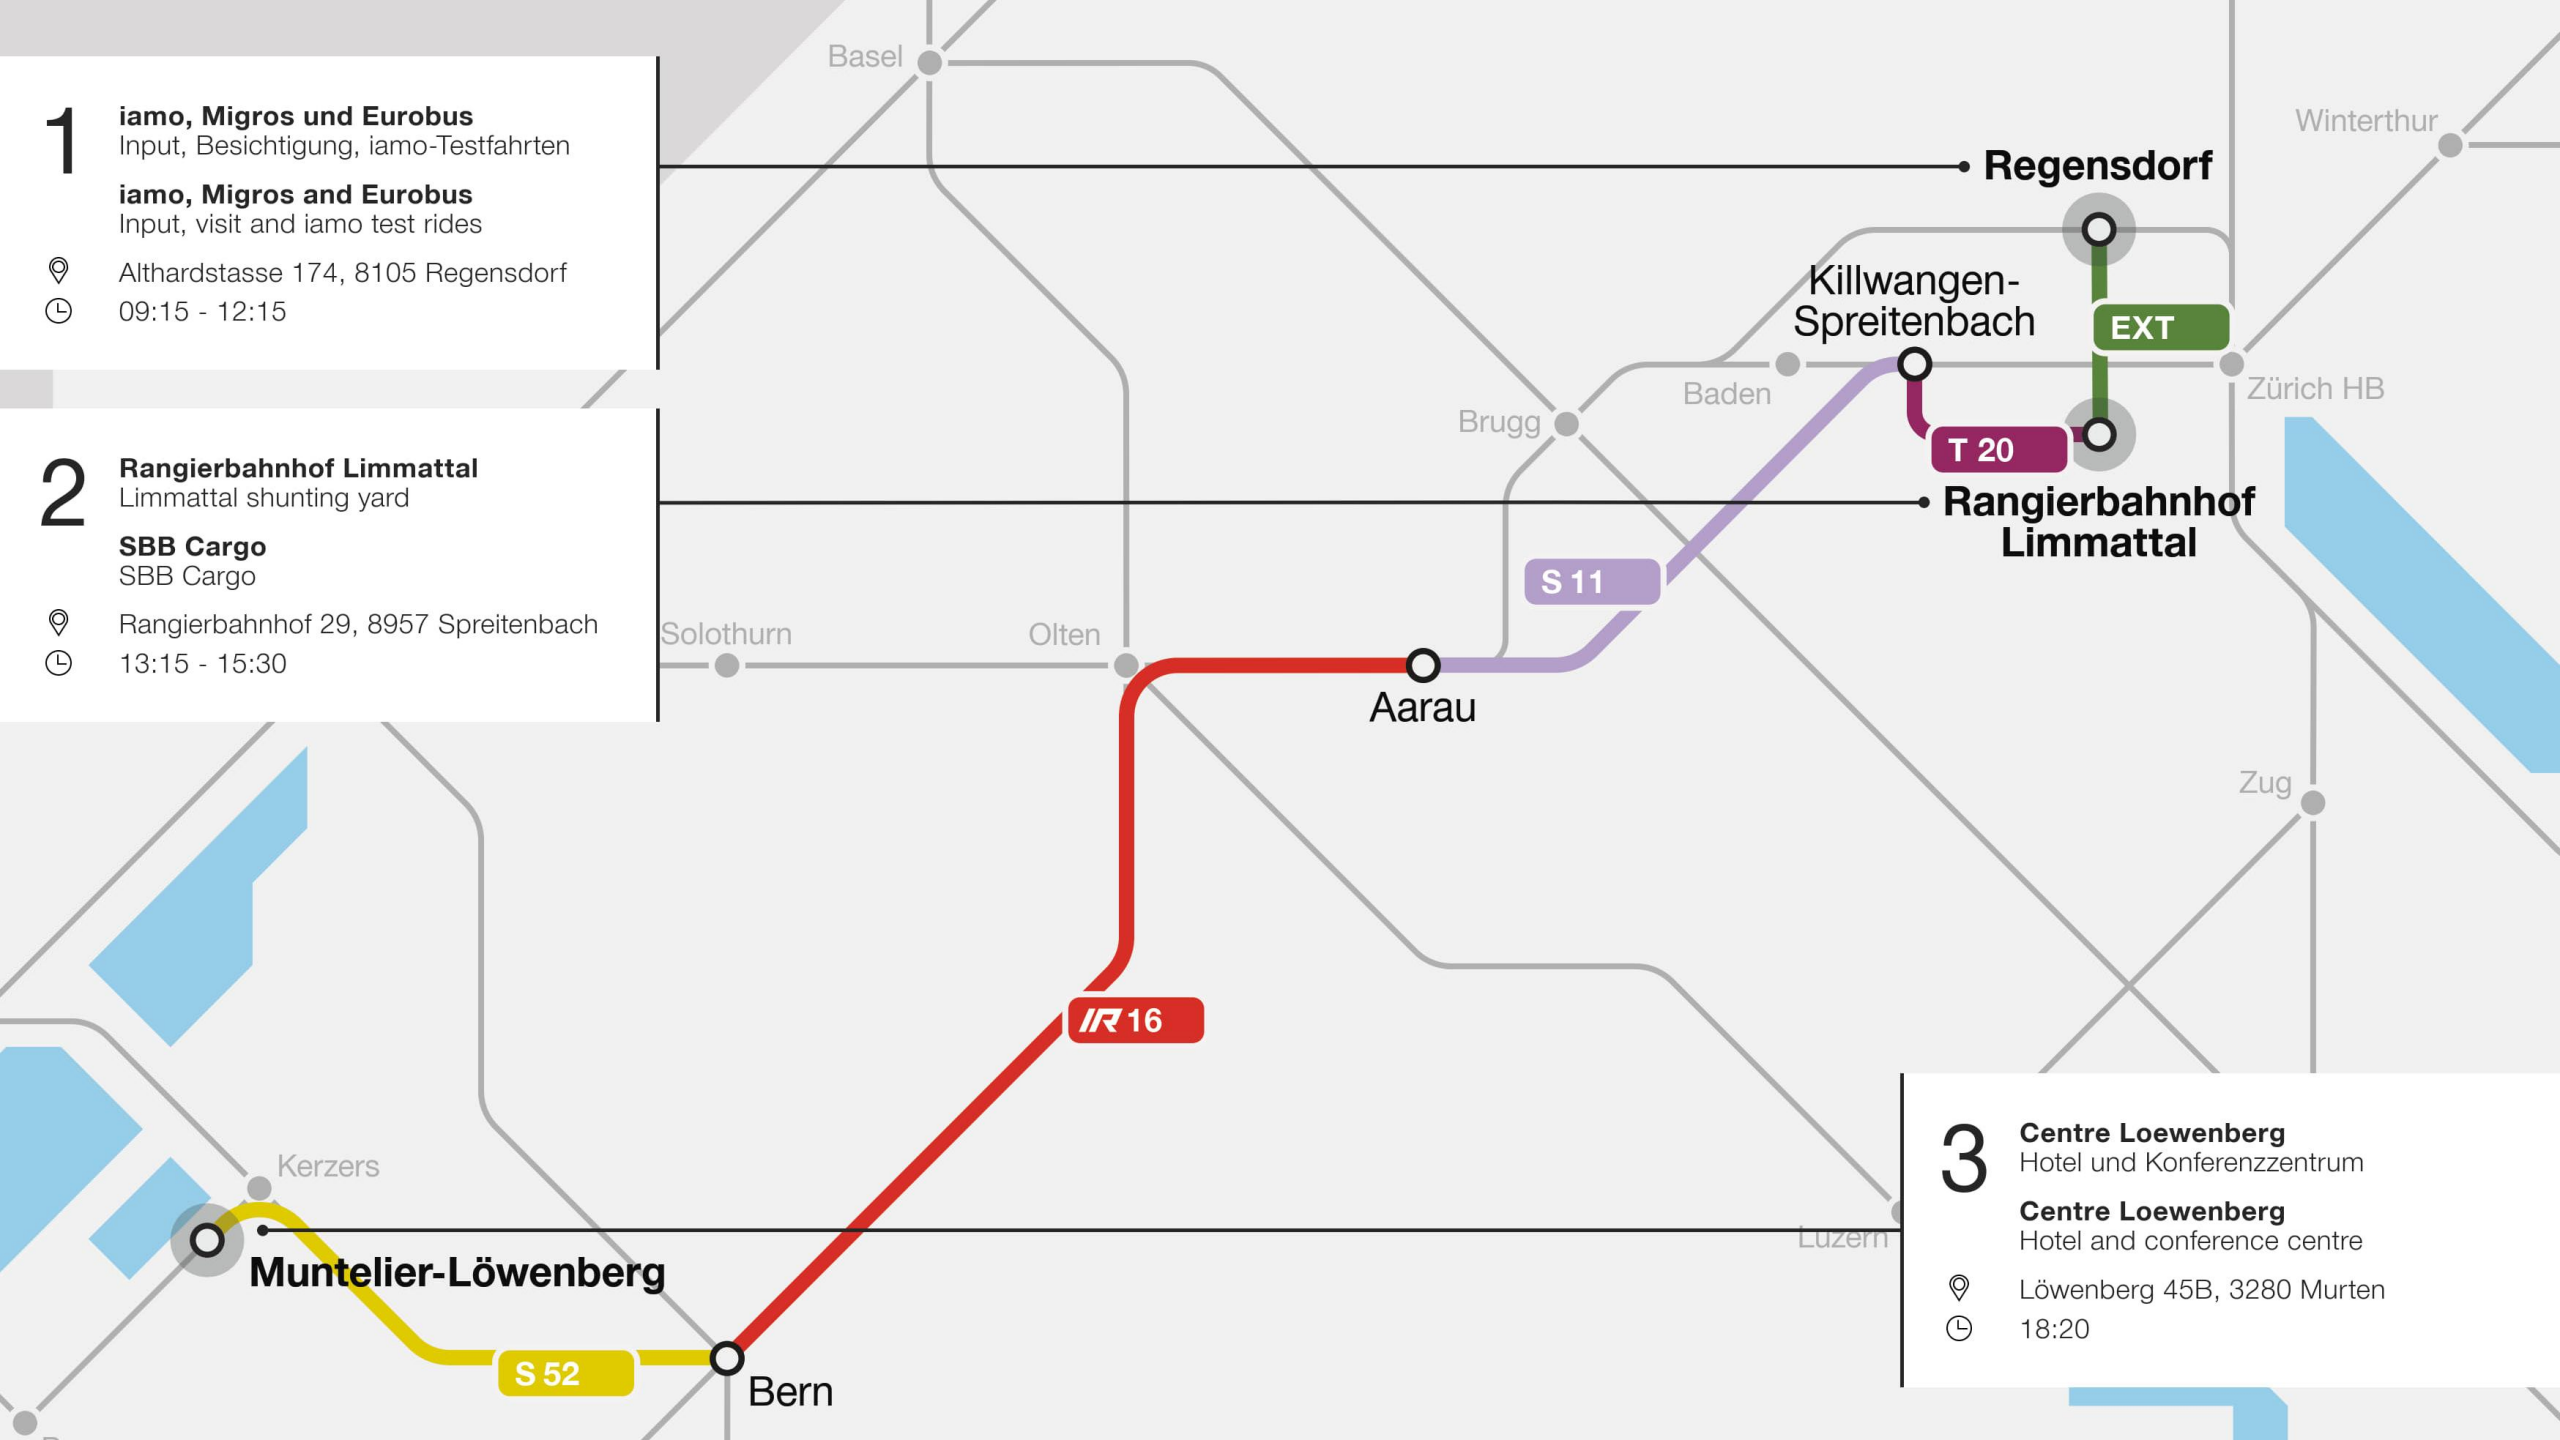 1
iamo, Migros und Eurobus
Input, Besichtigung, iamo-Testfahrten
iamo, Migros and Eurobus
Input, visit and iamo test rides
Althardstasse 174, 8105 Regensdorf
09:15 - 12:15
2
Rangierbahnhof Limmattal
Limmattal shunting yard
SBB Cargo
SBB Cargo
Rangierbahnhof 29, 8957 Spreitenbach
13:15 - 15:30
Basel
Winterthur
Regensdorf
Killwangen-
Spreitenbach
EXT
Baden
Zürich HB
Brugg
T 20
Rangierbahnhof
Limmattal
S 11
Solothurn
Olten
Aarau
Zug
IR 16
Kerzers
Muntelier-Löwenberg
Luzern
S 52
Bern
3
Centre Loewenberg
Hotel und Konferenzzentrum
Centre Loewenberg
Hotel and conference centre
Löwenberg 45B, 3280 Murten
18:20